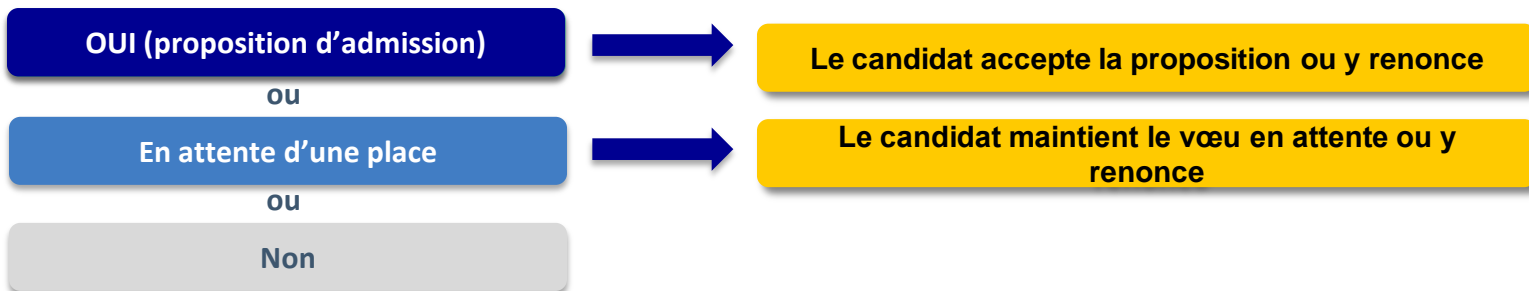 OUI (proposition d'admission)
Le candidat accepte la proposition ou y renonce
ou
En attente d'une place
Le candidat maintient le vœu en attente ou y
renonce
ou
Non